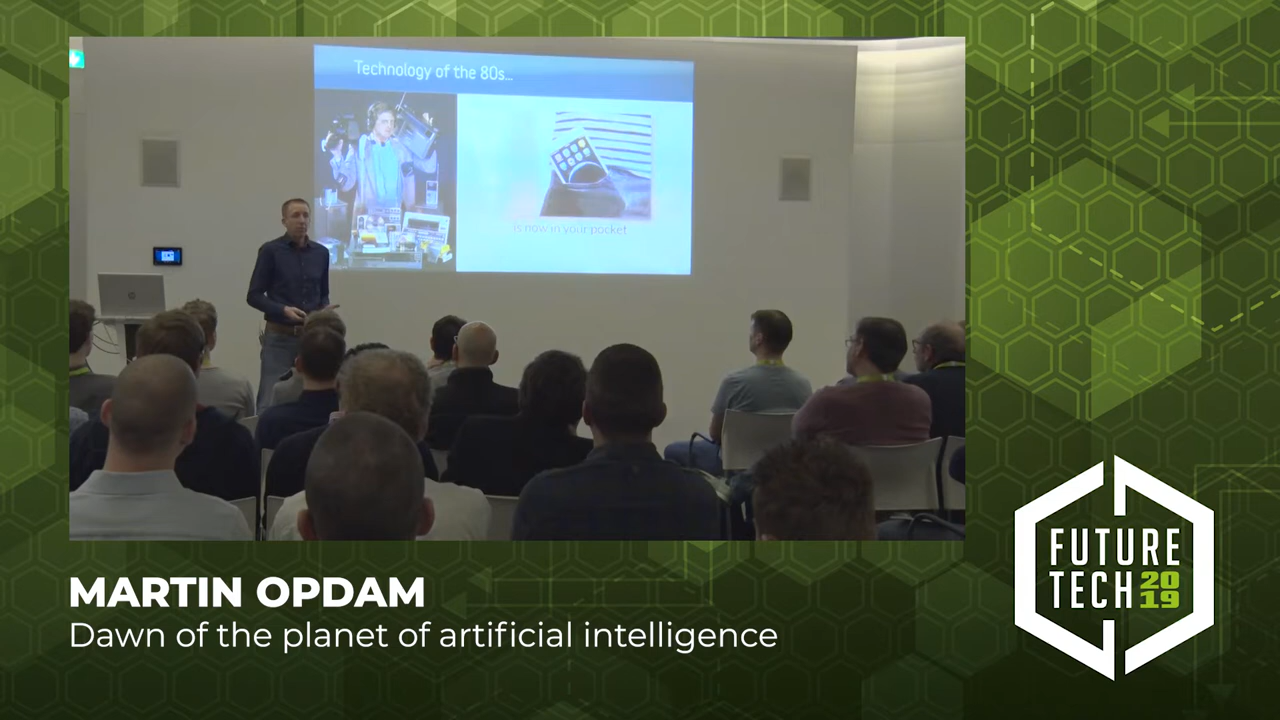 Technology of the 80s...
is now in your pocket
MARTIN OPDAM
Dawn of the planet of artificial intelligence
FUTURE
TECH 20
19